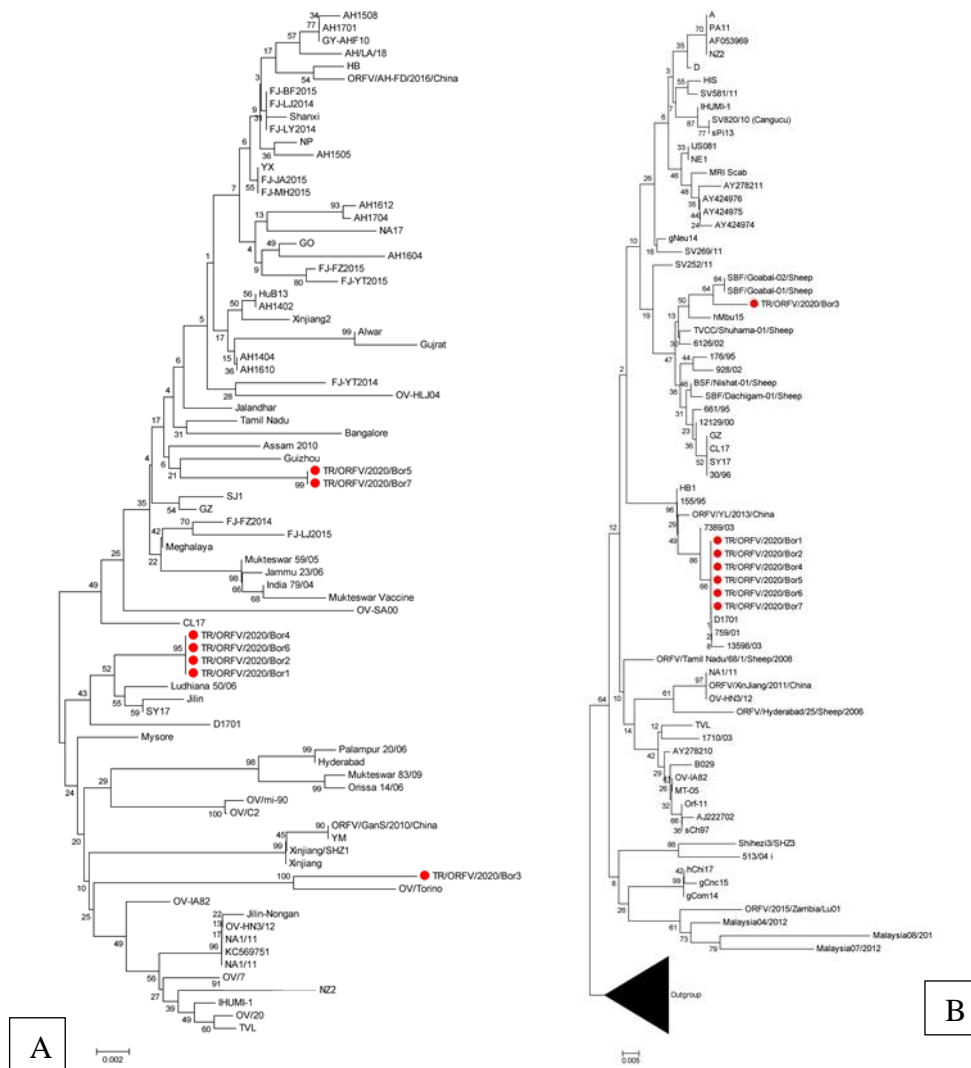 AH1508
34
77
AH1701
GY-AHF10
57
AH/LA/18
17
HB
54
ORFV/AH-FD/2016/China
3
FJ-BF2015
FJ-LJ2014
9
31
Shanxi
FJ-LY2014
6
NP
36
AH1505
YX
FJ-JA2015
55
FJ-MH2015
7
93
AH1612
AH1704
13
NA17
4
49
GO
AH1604
9
FJ-FZ2015
80
FJ-YT2015
1
56
HuB13
AH1402
50
Xinjiang2
17
99
Alwar
Gujrat
15
AH1404
36
AH1610
5
FJ-YT2014
28
OV-HLJ04
6
Jalandhar
4
Tamil Nadu
31
Bangalore
17
Assam 2010
6
Guizhou
21
TR/ORFV/2020/Bor5
99
TR/ORFV/2020/Bor7
4
SJ1
54
GZ
35
70
FJ-FZ2014
42
FJ-LJ2015
Meghalaya
22
Mukteswar 59/05
98
Jammu 23/06
66
India 79/04
68
Mukteswar Vaccine
26
OV-SA00
49
CL17
TR/ORFV/2020/Bor4
95
TR/ORFV/2020/Bor6
TR/ORFV/2020/Bor2
TR/ORFV/2020/Bor1
52
Ludhiana 50/06
55
Jilin
59
SY17
43
D1701
Mysore
24
99
Palampur 20/06
Hyderabad
98
Mukteswar 83/09
99
Orissa 14/06
29
OV/mi-90
100
OV/C2
20
90
ORFV/GanS/2010/China
45
YM
99
Xinjiang/SHZ1
Xinjiang
10
100
TR/ORFV/2020/Bor3
OV/Torino
25
OV-IA82
49
22
Jilin-Nongan
13
OV-HN3/12
17
NA1/11
96
KC569751
NA1/11
56
OV/7
91
27
NZ2
39
IHUMI-1
49
OV/20
60
TVL
0.002
A
A
70
PA11
AF053969
NZ2
35
D
3
55
HIS
7
SV581/11
IHUMI-1
87
SV820/10 (Cangucu)
77
sPi13
6
33
IJS081
NE1
46
MRI Scab
48
AY278211
35
AY424976
44
AY424975
24
AY424974
26
gNeu14
16
SV269/11
10
SV252/11
19
64
SBF/Goabal-02/Sheep
64
SBF/Goabal-01/Sheep
50
TR/ORFV/2020/Bor3
13
hMbu15
TVCC/Shuhama-01/Sheep
30
6126/02
47
44
176/95
928/02
36
46
BSF/Nishat-01/Sheep
SBF/Dachigam-01/Sheep
31
661/95
23
12129/00
36
GZ
CL17
52
SY17
30/96
2
HB1
155/95
96
ORFV/YL/2013/China
29
49
7389/03
86
TR/ORFV/2020/Bor1
TR/ORFV/2020/Bor2
TR/ORFV/2020/Bor4
66
TR/ORFV/2020/Bor5
TR/ORFV/2020/Bor6
TR/ORFV/2020/Bor7
D1701
1
759/01
2
8
13598/03
12
ORFV/Tamil Nadu/68/1/Sheep/2008
10
NA1/11
97
ORFV/XinJiang/2011/China
OV-HN3/12
61
ORFV/Hyderabad/25/Sheep/2006
14
12
TVL
1710/03
42
AY278210
29
B029
OV-IA82
26
MT-05
32
Orf-11
66
AJ222702
36
sCh97
64
86
Shihezi3/SHZ3
513/04 i
8
42
hChi17
99
gCnc15
gCom14
26
ORFV/2015/Zambia/Lu01
61
Malaysia04/2012
73
Malaysia08/201
79
Malaysia07/2012
Outgroup
0.005
B